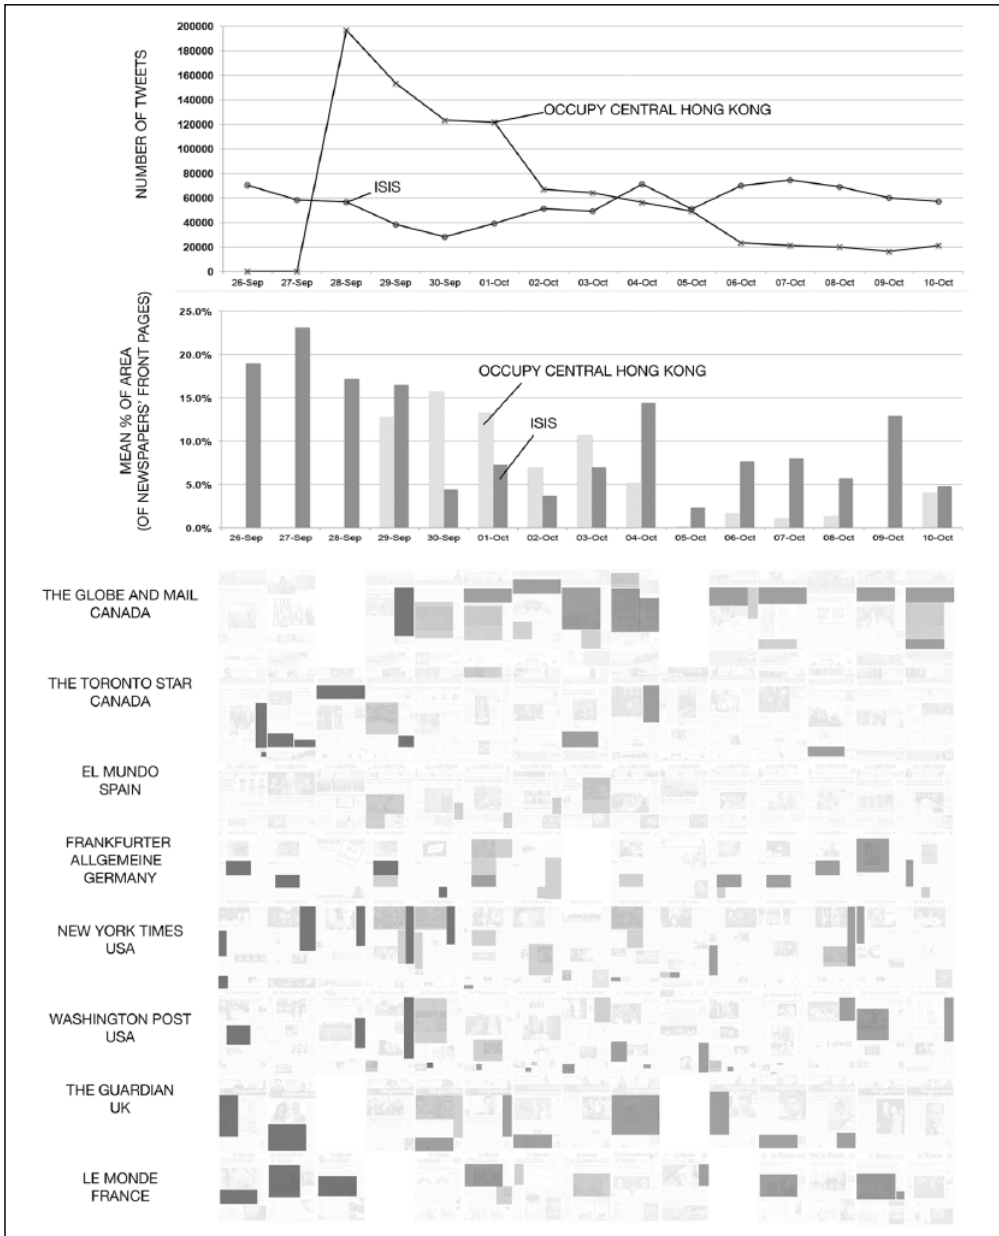 NUMBER OF TWEETS
200000
180000
160000
140000
120000
100000
80000
60000
40000
20000
0
OCCUPY CENTRAL HONG KONG
ISIS
26-Sep 27-Sep 28-Sep 29-Sep 30-Sep 01-Oct 02-Oct 03-Oct 04-Oct 05-Oct 06-Oct 07-Oct 08-Oct 09-Oct 10-Oct
MEAN % OF AREA
(OF NEWSPAPERS' FRONT PAGES)
25.0%
20.0%
15.0%
10.0%
5.0%
0.0%
OCCUPY CENTRAL HONG KONG
ISIS
26-Sep 27-Sep 28-Sep 29-Sep 30-Sep 01-Oct 02-Oct 03-Oct 04-Oct 05-Oct 06-Oct 07-Oct 08-Oct 09-Oct 10-Oct
THE GLOBE AND MAIL
CANADA
THE TORONTO STAR
CANADA
EL MUNDO
SPAIN
FRANKFURTER
ALLGEMEINE
GERMANY
NEW YORK TIMES
USA
WASHINGTON POST
USA
THE GUARDIAN
UK
LE MONDE
FRANCE